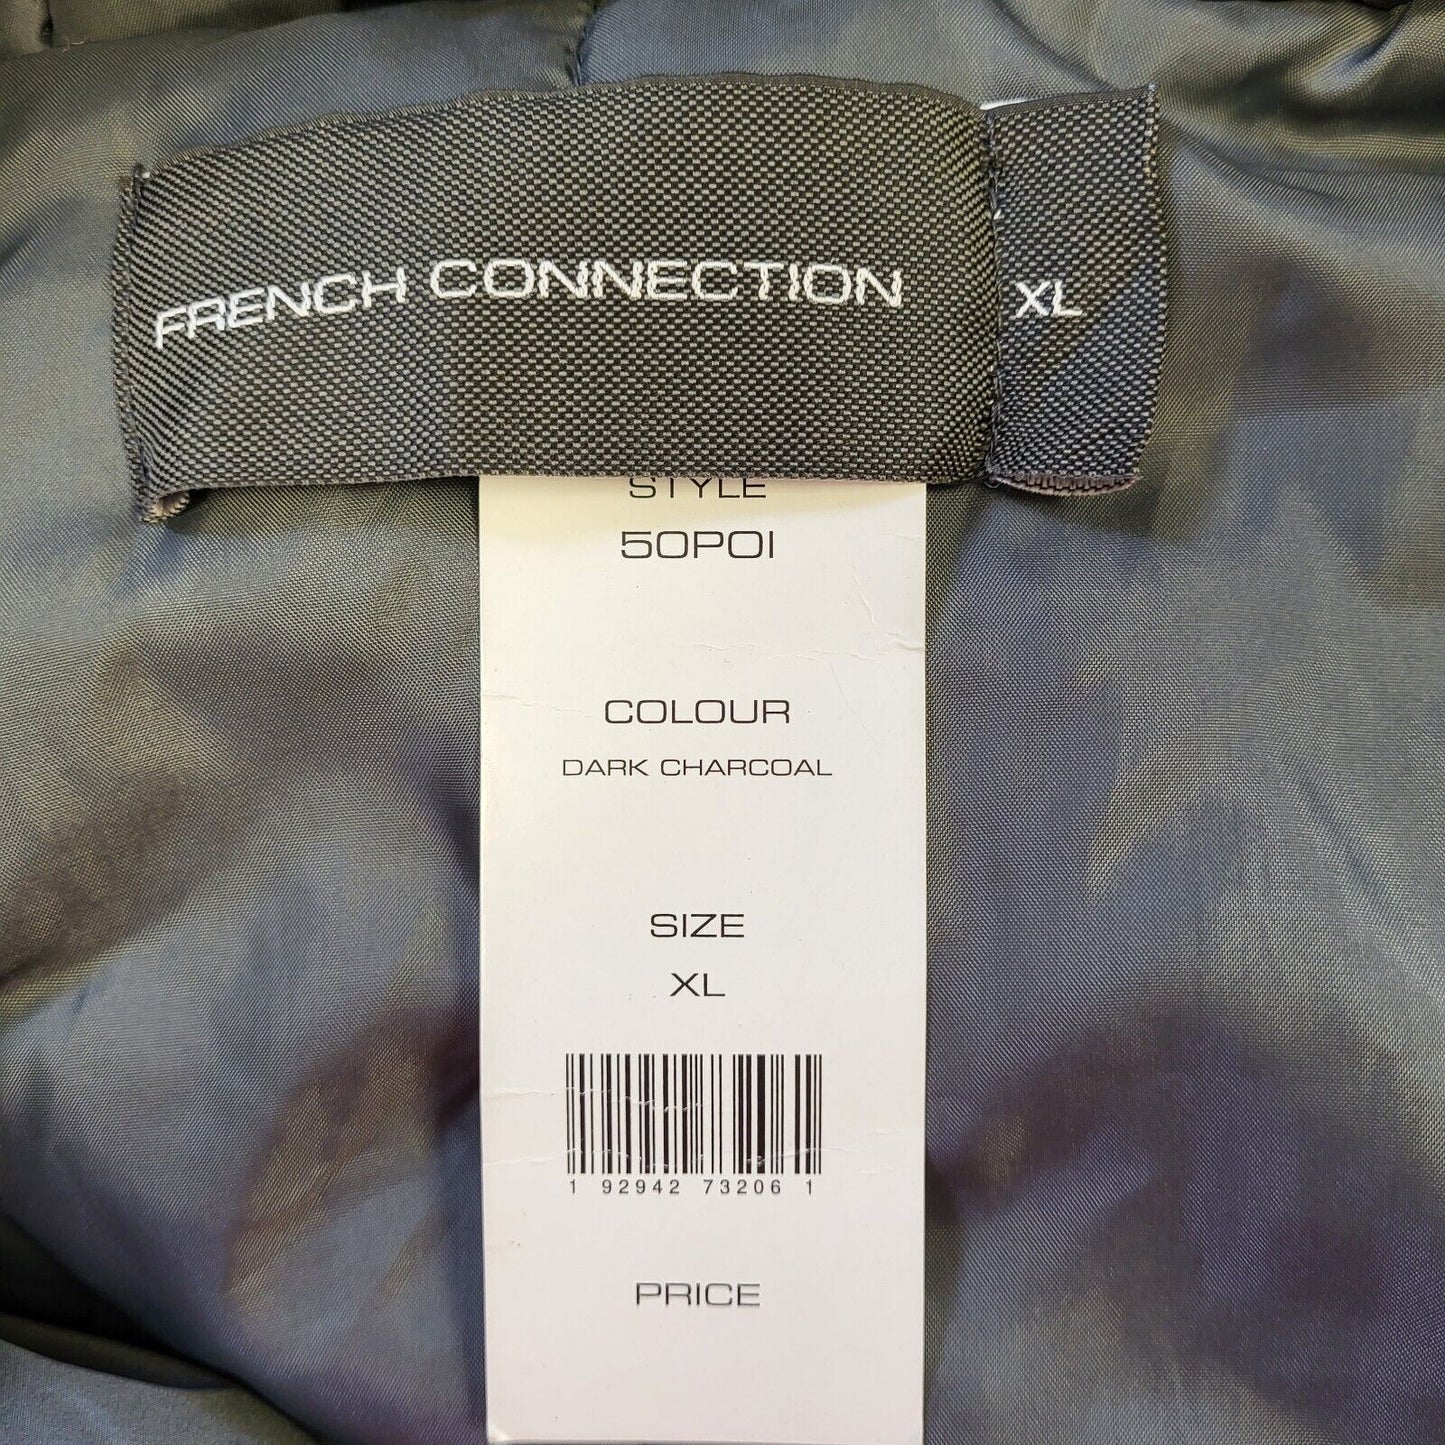 FRENCH CONNECTION
XL
STYLE
50POI
COLOUR
DARK CHARCOAL
SIZE
XL
1 92942 73206 1
PRICE